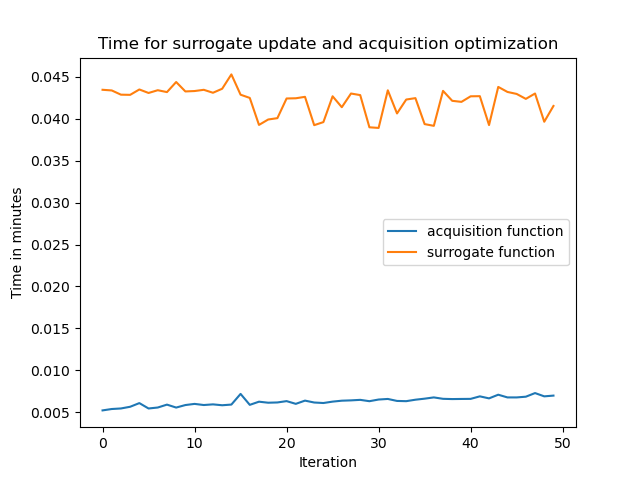 Time for surrogate update and acquisition optimization
0.045
0.040
0.035
0.030
0.025
0.020
0.015
0.010
0.005
Time in minutes
acquisition function
surrogate function
0 10 20 30 40 50
Iteration